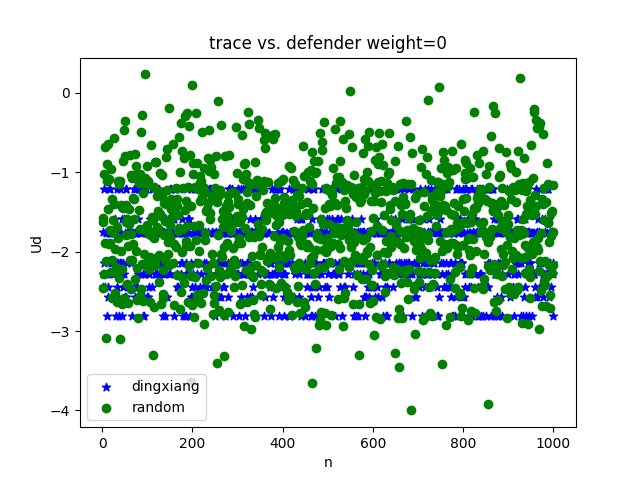 trace vs. defender weight=0
Ud
0
−1
−2
−3
−4
dingxiang
random
0
200
400
600
800
1000
n